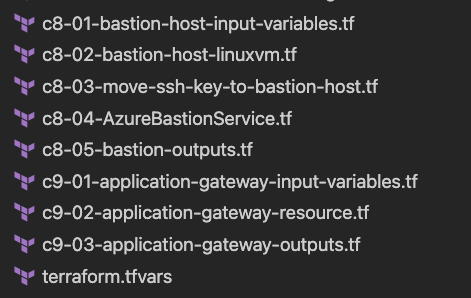 c8-01-bastion-host-input-variables.tf
c8-02-bastion-host-linuxvm.tf
c8-03-move-ssh-key-to-bastion-host.tf
c8-04-AzureBastionService.tf
c8-05-bastion-outputs.tf
c9-01-application-gateway-input-variables.tf
c9-02-application-gateway-resource.tf
c9-03-application-gateway-outputs.tf
terraform.tfvars